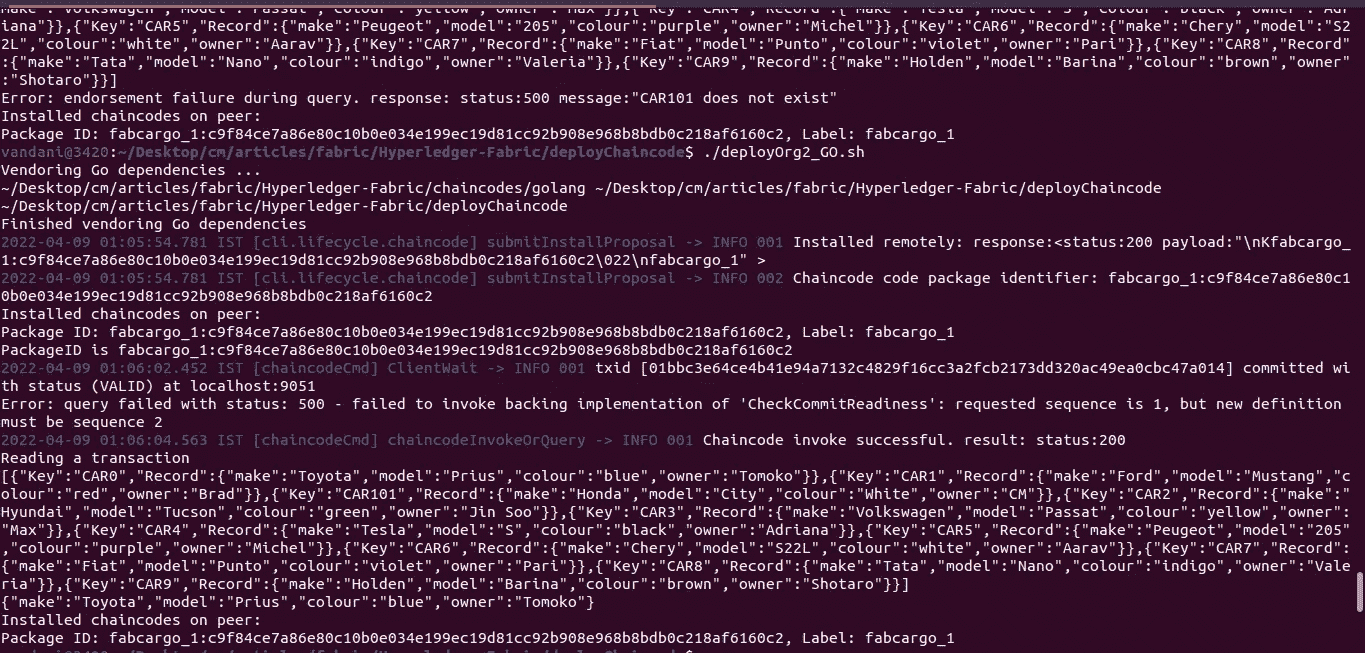 make":"Volkswagen","model":"Passat","colour":"yellow","owner":"Max"}},{"Key":"CAR4","Record":{"make":"Tesla","model":"S","colour":"black","owner":"Adr
iana"}},{"Key":"CAR5","Record":{"make":"Peugeot","model":"205","colour":"purple","owner":"Michel"}},{"Key":"CAR6","Record":{"make":"Chery","model":"S2
2L","colour":"white","owner":"Aarav"}},{"Key":"CAR7","Record":{"make":"Fiat","model":"Punto","colour":"violet","owner":"Pari"}},{"Key":"CAR8","Record"
:{"make":"Tata","model":"Nano","colour":"indigo","owner":"Valeria"}},{"Key":"CAR9","Record":{"make":"Holden","model":"Barina","colour":"brown","owner"
:"Shotaro"}}]
Error: endorsement failure during query. response: status:500 message:"CAR101 does not exist"
Installed chaincodes on peer:
Package ID: fabcargo_1:c9f84ce7a86e80c10b0e034e199ec19d81cc92b908e968b8bdb0c218af6160c2, Label: fabcargo_1
vandani@3420:~/Desktop/cm/articles/fabric/Hyperledger-Fabric/deployChaincode$ ./deployOrg2_GO.sh
Vendoring Go dependencies ...
~/Desktop/cm/articles/fabric/Hyperledger-Fabric/chaincodes/golang ~/Desktop/cm/articles/fabric/Hyperledger-Fabric/deployChaincode
~/Desktop/cm/articles/fabric/Hyperledger-Fabric/deployChaincode
Finished vendoring Go dependencies
2022-04-09 01:05:54.781 IST [cli.lifecycle.chaincode] submitInstallProposal -> INFO 001 Installed remotely: response:<status:200 payload:"\nKfabcargo_
1:c9f84ce7a86e80c10b0e034e199ec19d81cc92b908e968b8bdb0c218af6160c2\022\nfabcargo_1" >
2022-04-09 01:05:54.781 IST [cli.lifecycle.chaincode] submitInstallProposal -> INFO 002 Chaincode code package identifier: fabcargo_1:c9f84ce7a86e80c1
0b0e034e199ec19d81cc92b908e968b8bdb0c218af6160c2
Installed chaincodes on peer:
Package ID: fabcargo_1:c9f84ce7a86e80c10b0e034e199ec19d81cc92b908e968b8bdb0c218af6160c2, Label: fabcargo_1
PackageID is fabcargo_1:c9f84ce7a86e80c10b0e034e199ec19d81cc92b908e968b8bdb0c218af6160c2
2022-04-09 01:06:02.452 IST [chaincodeCmd] ClientWait -> INFO 001 txid [01bbc3e64ce4b41e94a7132c4829f16cc3a2fcb2173dd320ac49ea0cbc47a014] committed wi
th status (VALID) at localhost:9051
Error: query failed with status: 500 - failed to invoke backing implementation of 'CheckCommitReadiness': requested sequence is 1, but new definition
must be sequence 2
2022-04-09 01:06:04.563 IST [chaincodeCmd] chaincodeInvokeOrQuery -> INFO 001 Chaincode invoke successful. result: status:200
Reading a transaction
[{"Key":"CAR0","Record":{"make":"Toyota","model":"Prius","colour":"blue","owner":"Tomoko"}},{"Key":"CAR1","Record":{"make":"Ford","model":"Mustang","c
olour":"red","owner":"Brad"}},{"Key":"CAR101","Record":{"make":"Honda","model":"City","colour":"White","owner":"CM"}},{"Key":"CAR2","Record":{"make":"
Hyundai","model":"Tucson","colour":"green","owner":"Jin Soo"}},{"Key":"CAR3","Record":{"make":"Volkswagen","model":"Passat","colour":"yellow","owner":
"Max"}},{"Key":"CAR4","Record":{"make":"Tesla","model":"S","colour":"black","owner":"Adriana"}},{"Key":"CAR5","Record":{"make":"Peugeot","model":"205"
,"colour":"purple","owner":"Michel"}},{"Key":"CAR6","Record":{"make":"Chery","model":"S22L","colour":"white","owner":"Aarav"}},{"Key":"CAR7","Record":
{"make":"Fiat","model":"Punto","colour":"violet","owner":"Pari"}},{"Key":"CAR8","Record":{"make":"Tata","model":"Nano","colour":"indigo","owner":"Vale
ria"}},{"Key":"CAR9","Record":{"make":"Holden","model":"Barina","colour":"brown","owner":"Shotaro"}}]
{"make":"Toyota","model":"Prius","colour":"blue","owner":"Tomoko"}
Installed chaincodes on peer:
Package ID: fabcargo_1:c9f84ce7a86e80c10b0e034e199ec19d81cc92b908e968b8bdb0c218af6160c2, Label: fabcargo_1